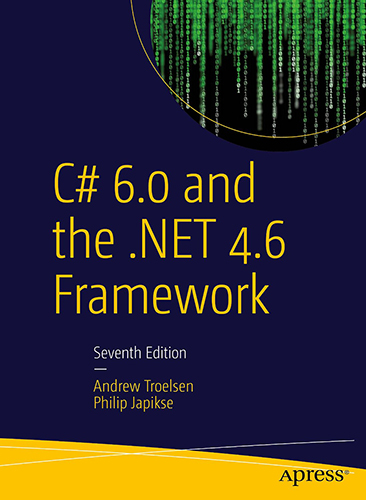 C# 6.0 and
the .NET 4.6
Framework
Seventh Edition
Andrew Troelsen
Philip Japikse
Apress